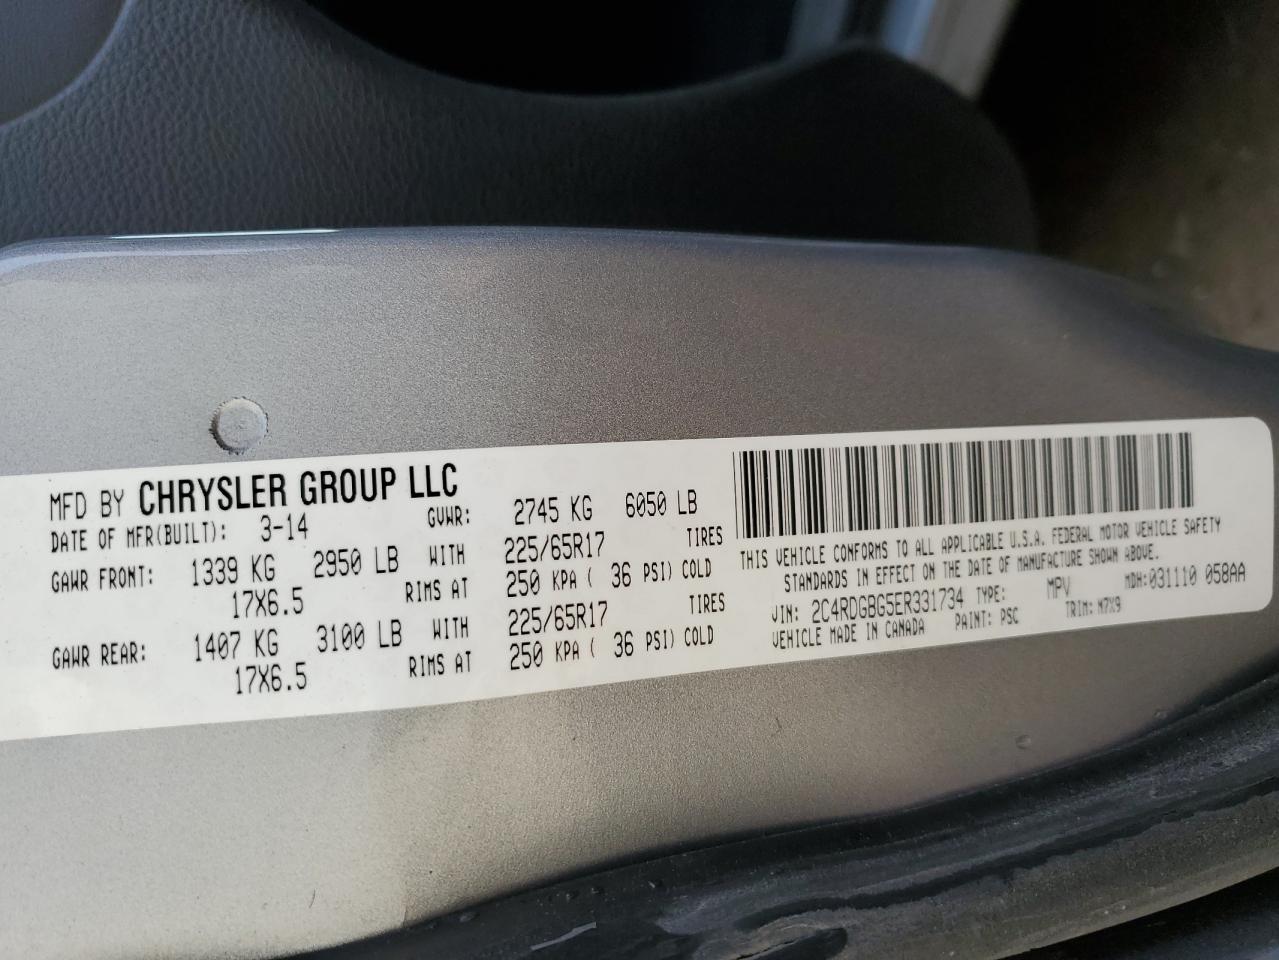 MFD BY CHRYSLER GROUP LLC
DATE OF MFR(BUILT): 3-14 GVWR: 2745 KG 6050 LB
GAWR FRONT: 1339 KG 2950 LB WITH 225/65R17 TIRES
17X6.5 RIMS AT 250 KPA ( 36 PSI) COLD
GAWR REAR: 1407 KG 3100 LB WITH 225/65R17 TIRES
17X6.5 RIMS AT 250 KPA ( 36 PSI) COLD
THIS VEHICLE CONFORMS TO ALL APPLICABLE U.S.A. FEDERAL MOTOR VEHICLE SAFETY
STANDARDS IN EFFECT ON THE DATE OF MANUFACTURE SHOWN ABOVE.
VIN: 2C4RDGBG5ER331734 TYPE: MPV MDH:031110 058AA
VEHICLE MADE IN CANADA PAINT: PSC TRIM: M7X9